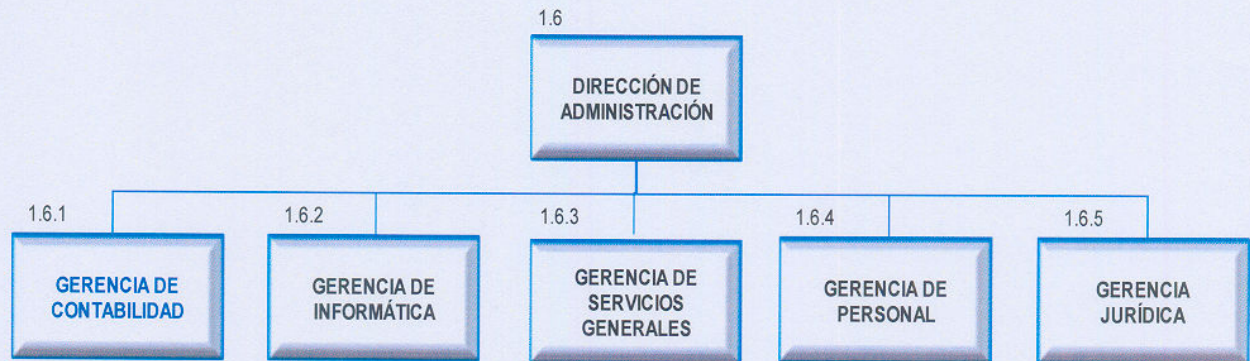 1.6
DIRECCIÓN DE
ADMINISTRACIÓN
1.6.1
GERENCIA DE
CONTABILIDAD
1.6.2
GERENCIA DE
INFORMÁTICA
1.6.3
GERENCIA DE
SERVICIOS
GENERALES
1.6.4
GERENCIA DE
PERSONAL
1.6.5
GERENCIA
JURÍDICA